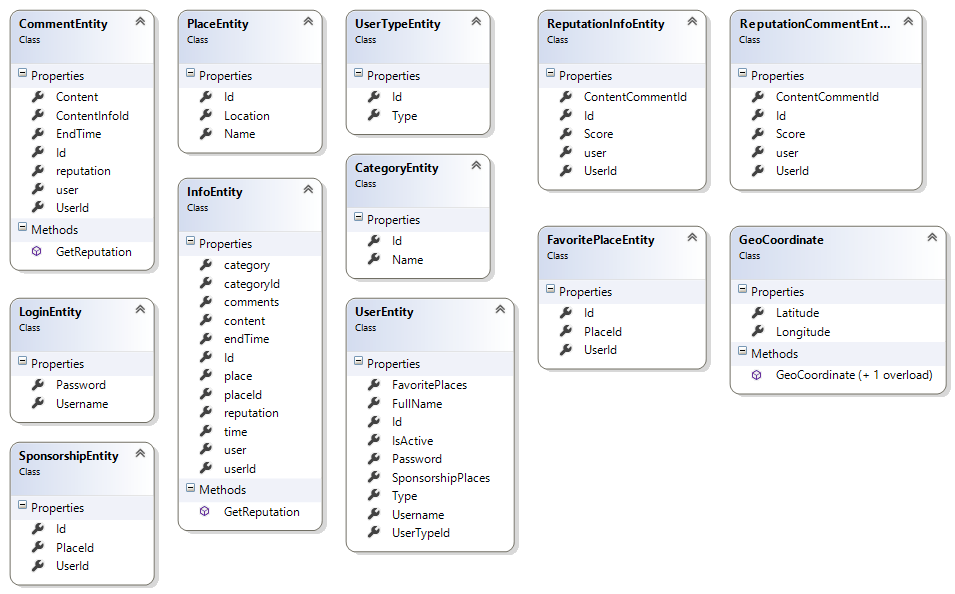 CommentEntity
Class
Properties
Content
ContentInfoId
EndTime
Id
reputation
user
UserId
Methods
GetReputation
LoginEntity
Class
Properties
Password
Username
SponsorshipEntity
Class
Properties
Id
PlaceId
UserId
PlaceEntity
Class
Properties
Id
Location
Name
InfoEntity
Class
Properties
category
categoryId
comments
content
endTime
Id
place
placeId
reputation
time
user
userId
Methods
GetReputation
UserTypeEntity
Class
Properties
Id
Type
CategoryEntity
Class
Properties
Id
Name
UserEntity
Class
Properties
FavoritePlaces
FullName
Id
IsActive
Password
SponsorshipPlaces
Type
Username
UserTypeId
ReputationInfoEntity
Class
Properties
ContentCommentId
Id
Score
user
UserId
FavoritePlaceEntity
Class
Properties
Id
PlaceId
UserId
ReputationCommentEnt...
Class
Properties
ContentCommentId
Id
Score
user
UserId
GeoCoordinate
Class
Properties
Latitude
Longitude
Methods
GeoCoordinate (+ 1 overload)